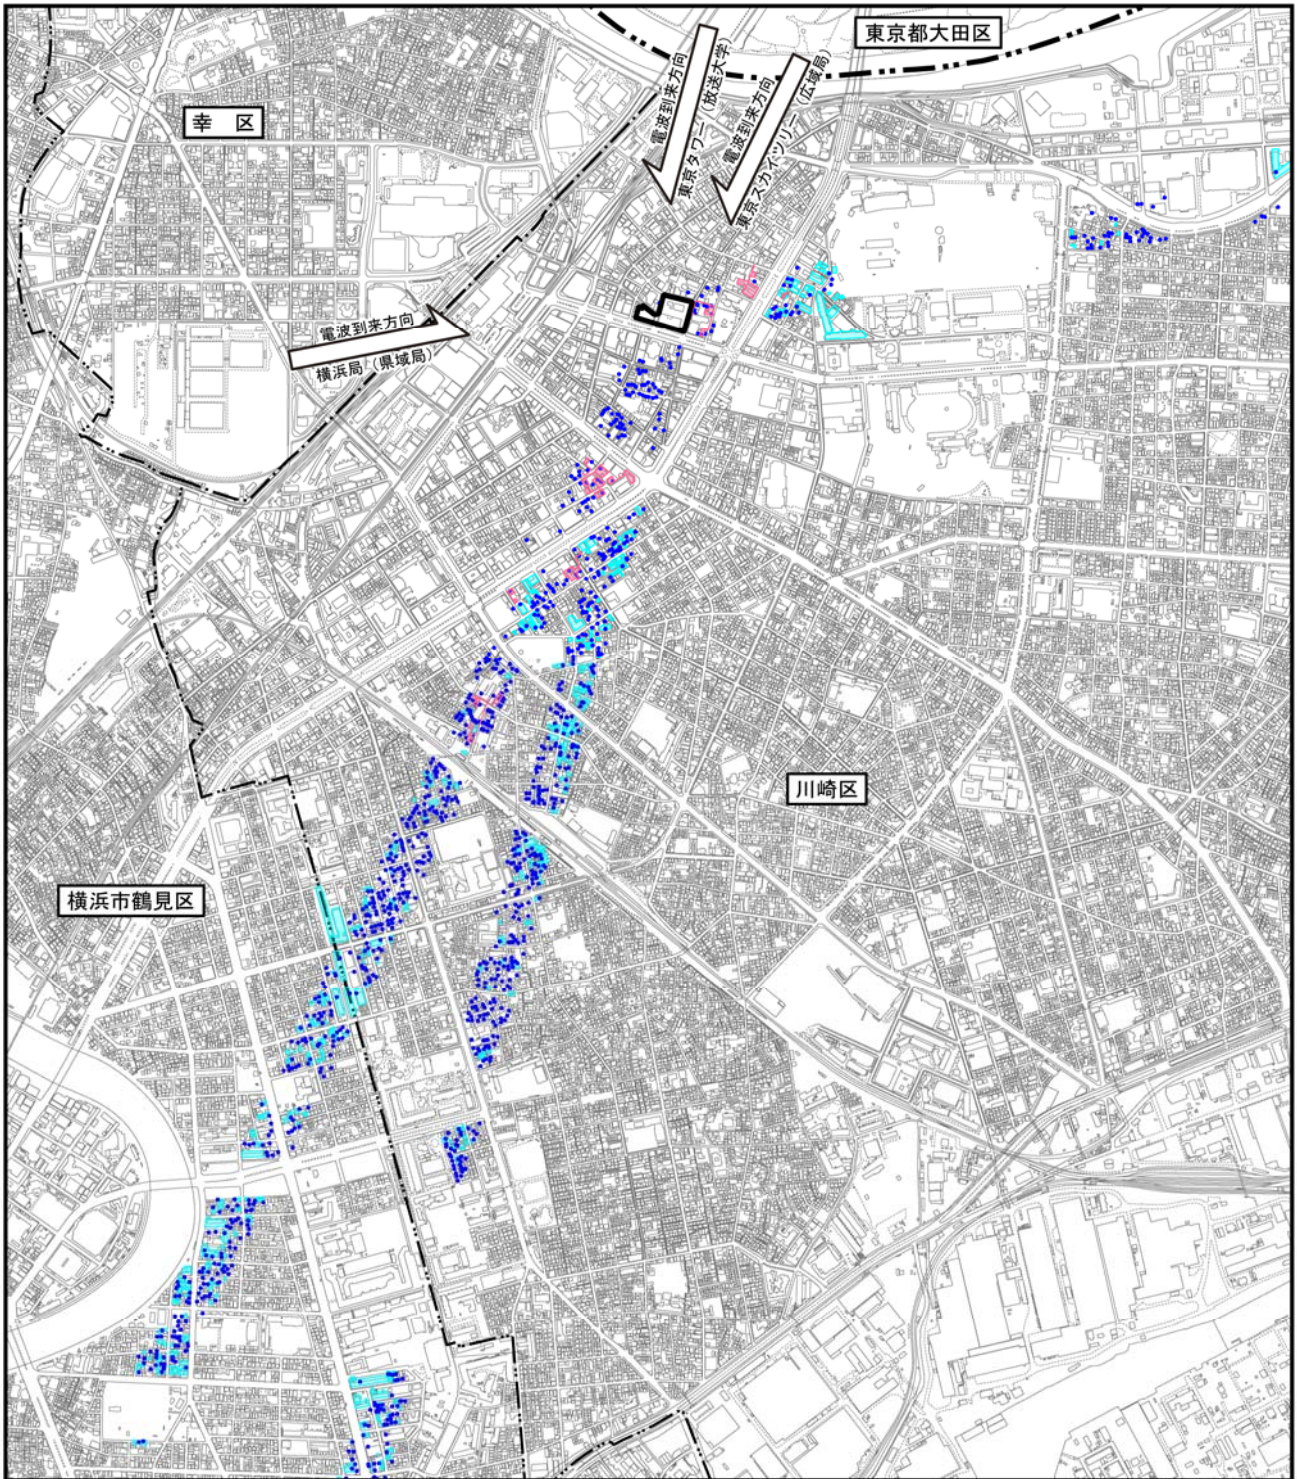 東京都大田区
幸 区
電波到来方向
東京タワー（放送大学
電波到来方向
東京スカイツリー（広域局）
電波到来方向
横浜局（県域局）
川崎区
横浜市鶴見区